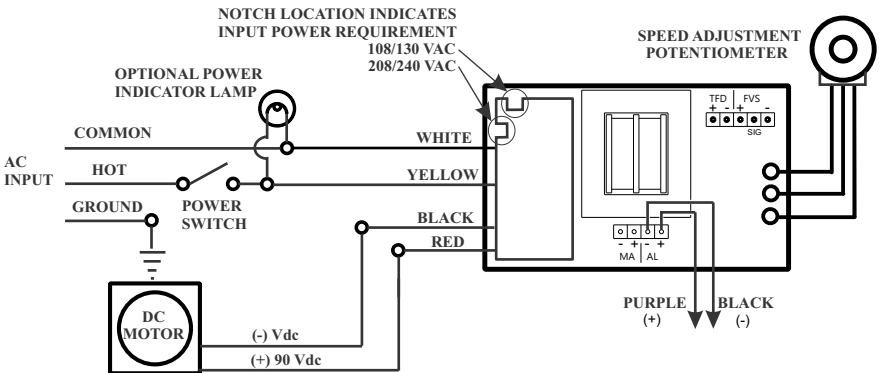 NOTCH LOCATION INDICATES
INPUT POWER REQUIREMENT
108/130 VAC
208/240 VAC
SPEED ADJUSTMENT
POTENTIOMETER
OPTIONAL POWER
INDICATOR LAMP
TFD FVS
+ - + -
SIG
COMMON
WHITE
AC
INPUT
HOT
YELLOW
POWER
SWITCH
GROUND
BLACK
RED
- + - +
MA AL
PURPLE
(+)
BLACK
(-)
DC
MOTOR
(-) Vdc
(+) 90 Vdc